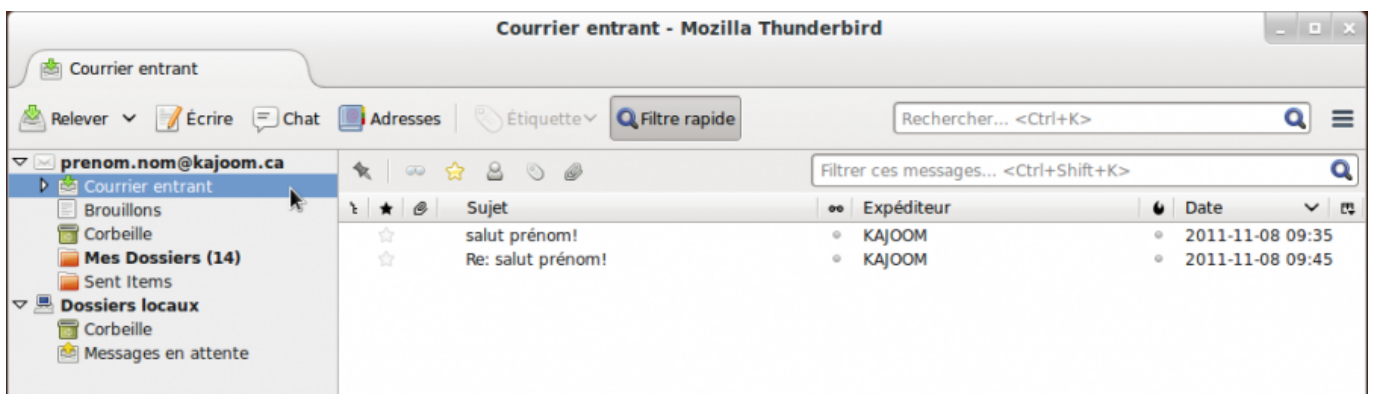 Courrier entrant - Mozilla Thunderbird
Courrier entrant
Relever Écrire Chat Adresses Étiquette Filtre rapide Rechercher... <Ctrl+K>
prenom.nom@kajoom.ca
Courrier entrant
Brouillons
Corbeille
Mes Dossiers (14)
Sent Items
Dossiers locaux
Corbeille
Messages en attente
Filtrer ces messages... <Ctrl+Shift+K>
Sujet Expéditeur Date
salut prénom! KAJOOM 2011-11-08 09:35
Re: salut prénom! KAJOOM 2011-11-08 09:45